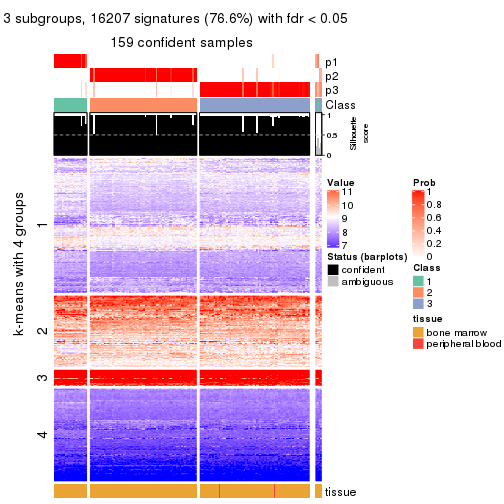 3 subgroups, 16207 signatures (76.6%) with fdr < 0.05
159 confident samples
p1
p2
p3
Class
1
0.5
0
Silhouette
score
k-means with 4 groups
1
2
3
4
tissue
Value
11
10
9
8
7
Status (barplots)
confident
ambiguous
Prob
1
0.8
0.6
0.4
0.2
0
Class
1
2
3
tissue
bone marrow
peripheral blood